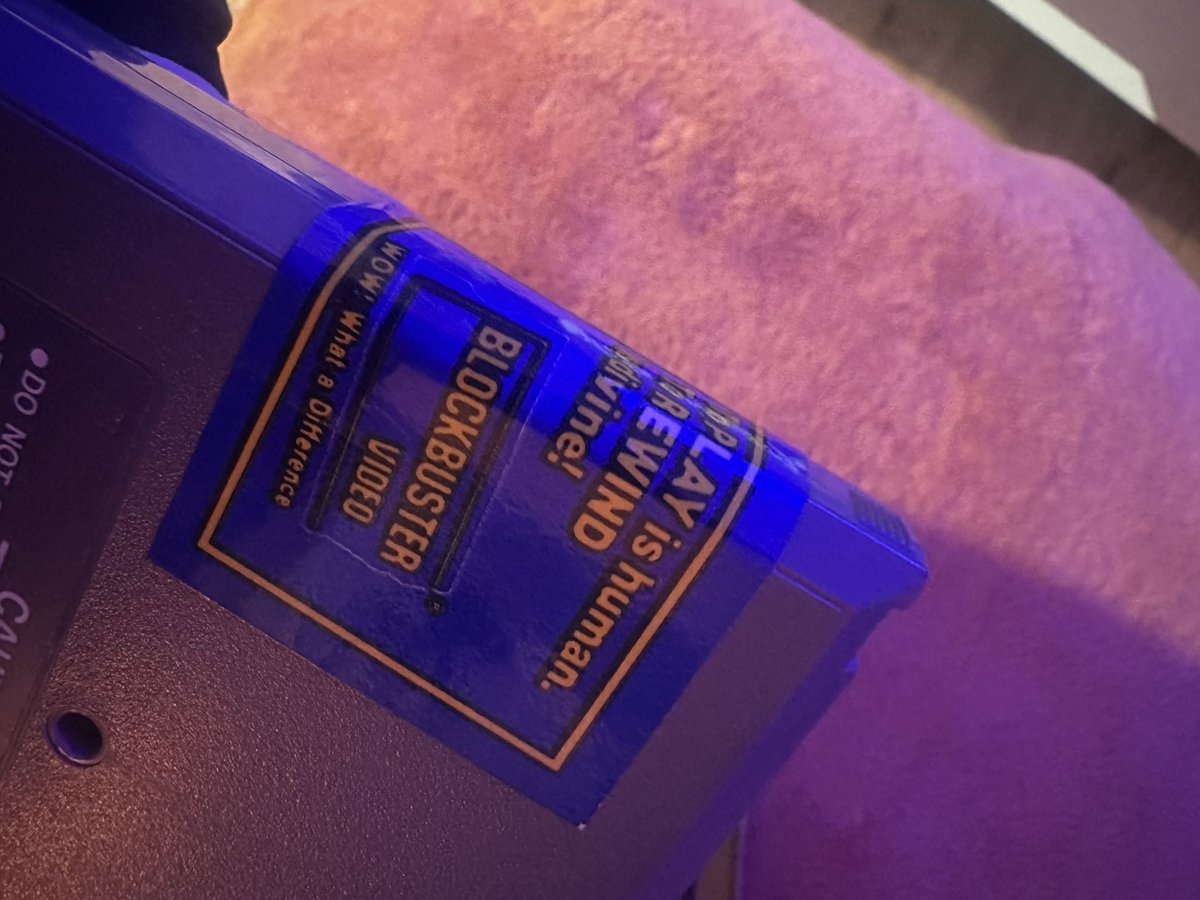 PLAY is human.
REWIND
divine!
BLOCKBUSTER®
VIDEO
WOW! What a Difference
● DO NOT